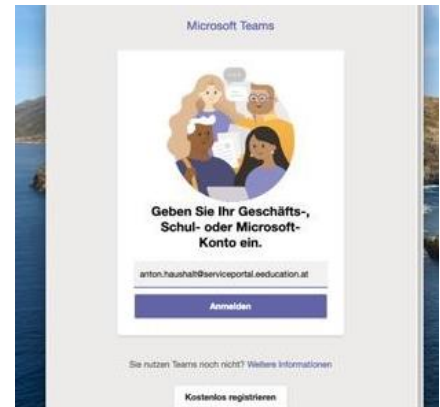 Microsoft Teams
Geben Sie Ihr Geschäfts-,
Schul- oder Microsoft-
Konto ein.
anton.haushalt@serviceportal.eeducation.at
Anmelden
Sie nutzen Teams noch nicht? Weitere Informationen
Kostenlos registrieren